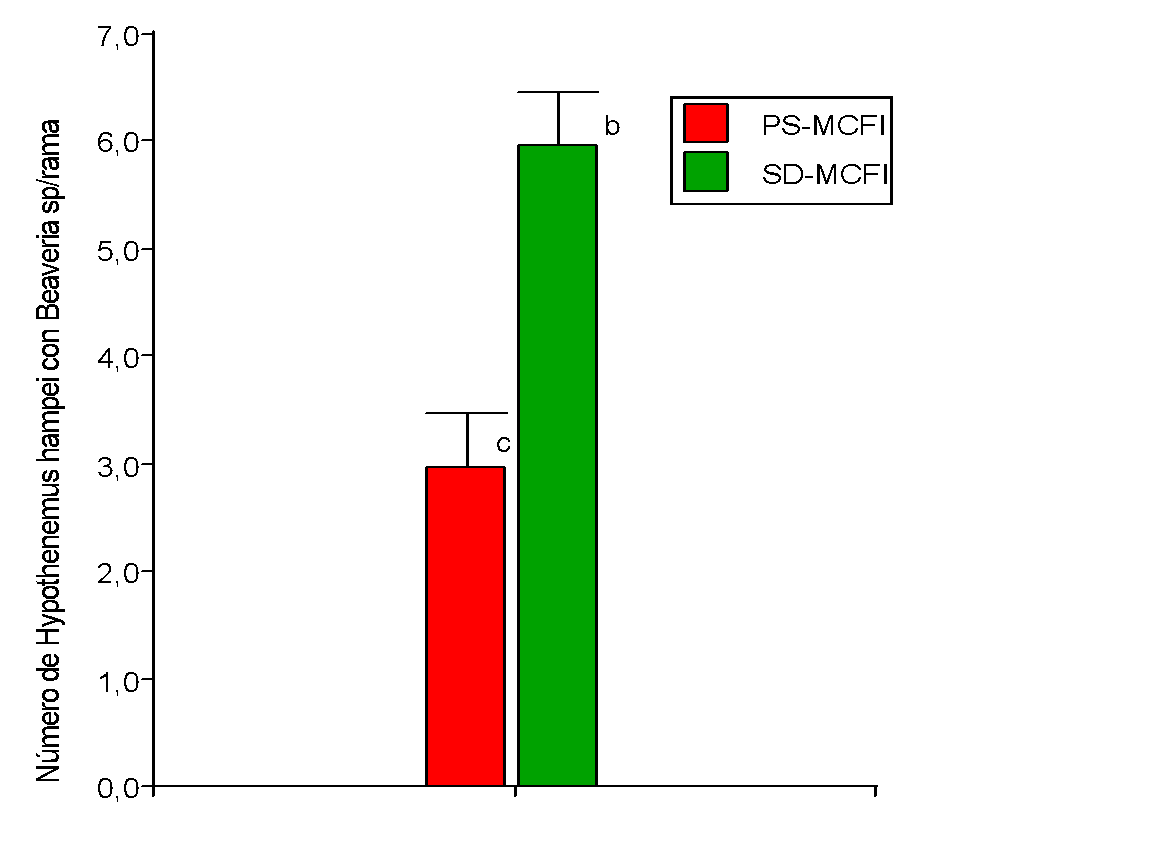 7,0
6,0
5,0
4,0
3,0
2,0
1,0
0,0
Número de Hypothenemus hampei con Beaveria sp/rama
c
b
PS-MCFI
SD-MCFI